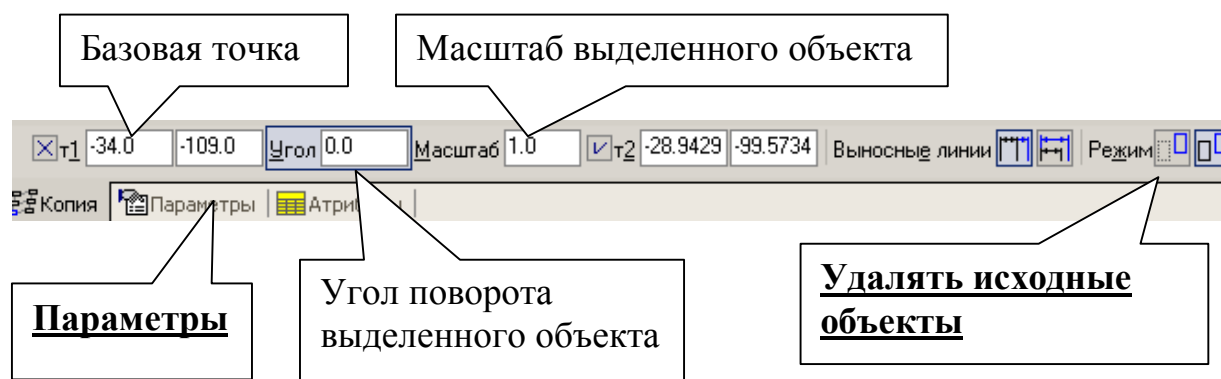 Базовая точка
Масштаб выделенного объекта
т1 -34.0 -109.0 Угол 0.0 Масштаб 1.0 т2 -28.9429 -99.5734 Выносные линии Режим
Копия Параметры
Параметры
Угол поворота
выделенного объекта
Удалять исходные
объекты